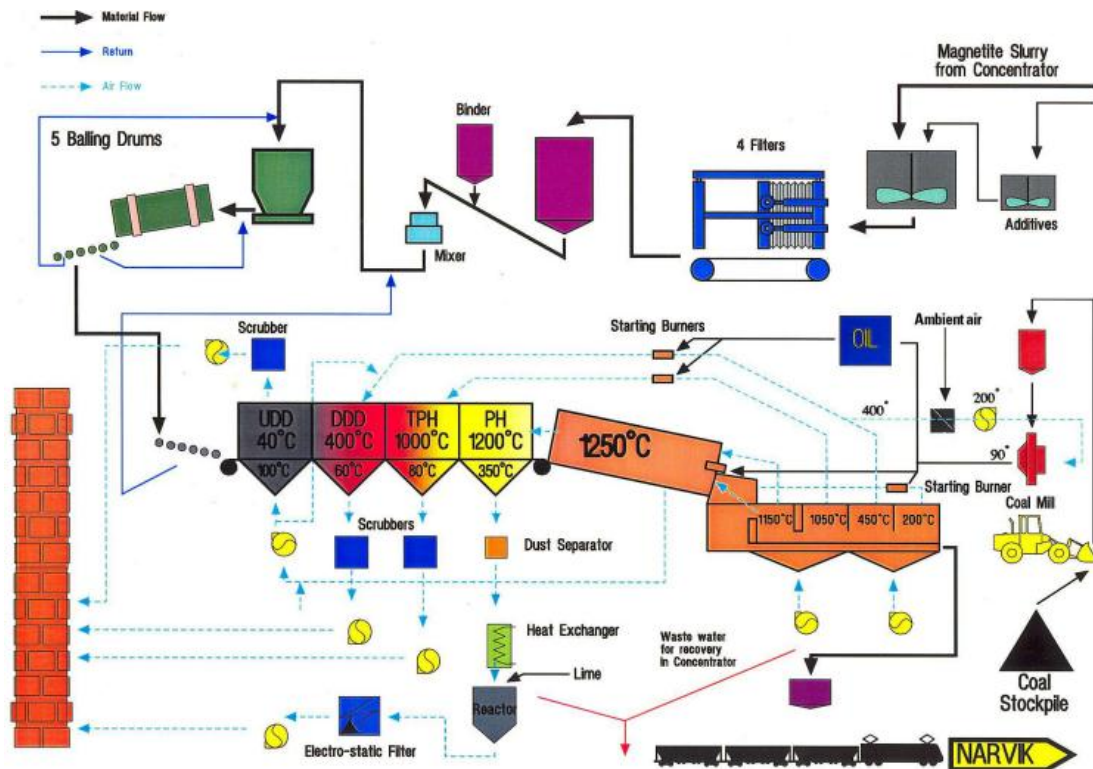 Material Flow
Return
Air Flow
Magnetite Slurry
from Concentrator
5 Balling Drums
Binder
4 Filters
Mixer
Additives
Scrubber
Starting Burners
OIL
Ambient air
400°
200°
90°
UDD
40°C
100°C
DDD
400°C
60°C
TPH
1000°C
80°C
PH
1200°C
350°C
1250°C
Starting Burner
Coal Mill
1150°C
1050°C
450°C
200°C
Scrubbers
Dust Separator
Heat Exchanger
Lime
Reactor
Waste water
for recovery
in Concentrator
Coal
Stockpile
Electro-static Filter
NARVIK